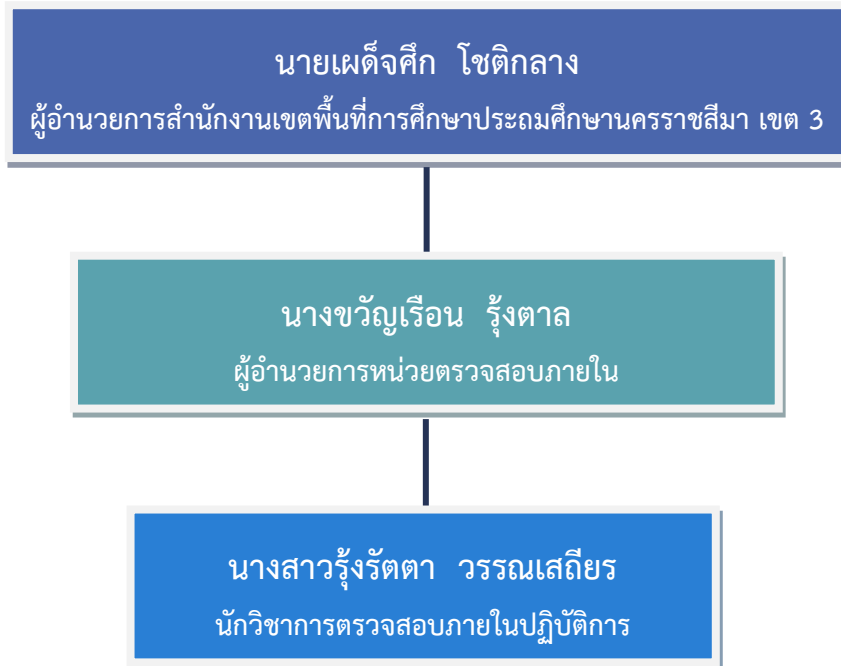 นายเผด็จศึก โชติกลาง
ผู้อำนวยการสำนักงานเขตพื้นที่การศึกษาประถมศึกษานครราชสีมา เขต 3
นางขวัญเรือน รุ้งตาล
ผู้อำนวยการหน่วยตรวจสอบภายใน
นางสาวรุ้งรัตตา วรรณเสถียร
นักวิชาการตรวจสอบภายในปฏิบัติการ